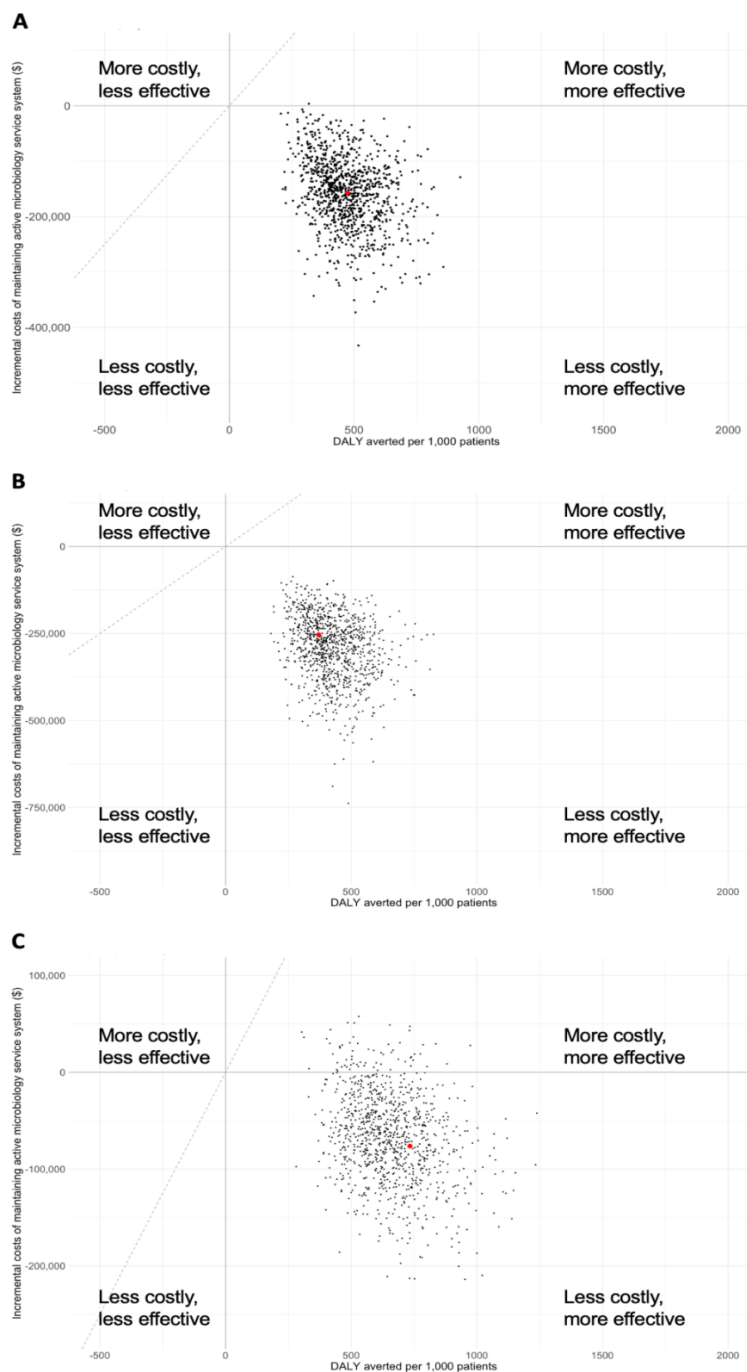 A
Incremental costs of maintaining active microbiology service system ($)
More costly,
less effective
More costly,
more effective
0
-200,000
-400,000
Less costly,
less effective
Less costly,
more effective
-500
0
500
1000
1500
2000
DALY averted per 1,000 patients
B
Incremental costs of maintaining active microbiology service system ($)
More costly,
less effective
More costly,
more effective
0
-250,000
-500,000
-750,000
Less costly,
less effective
Less costly,
more effective
-500
0
500
1000
1500
2000
DALY averted per 1,000 patients
C
Incremental costs of maintaining active microbiology service system ($)
100,000
More costly,
less effective
More costly,
more effective
0
-100,000
-200,000
Less costly,
less effective
Less costly,
more effective
-500
0
500
1000
1500
2000
DALY averted per 1,000 patients